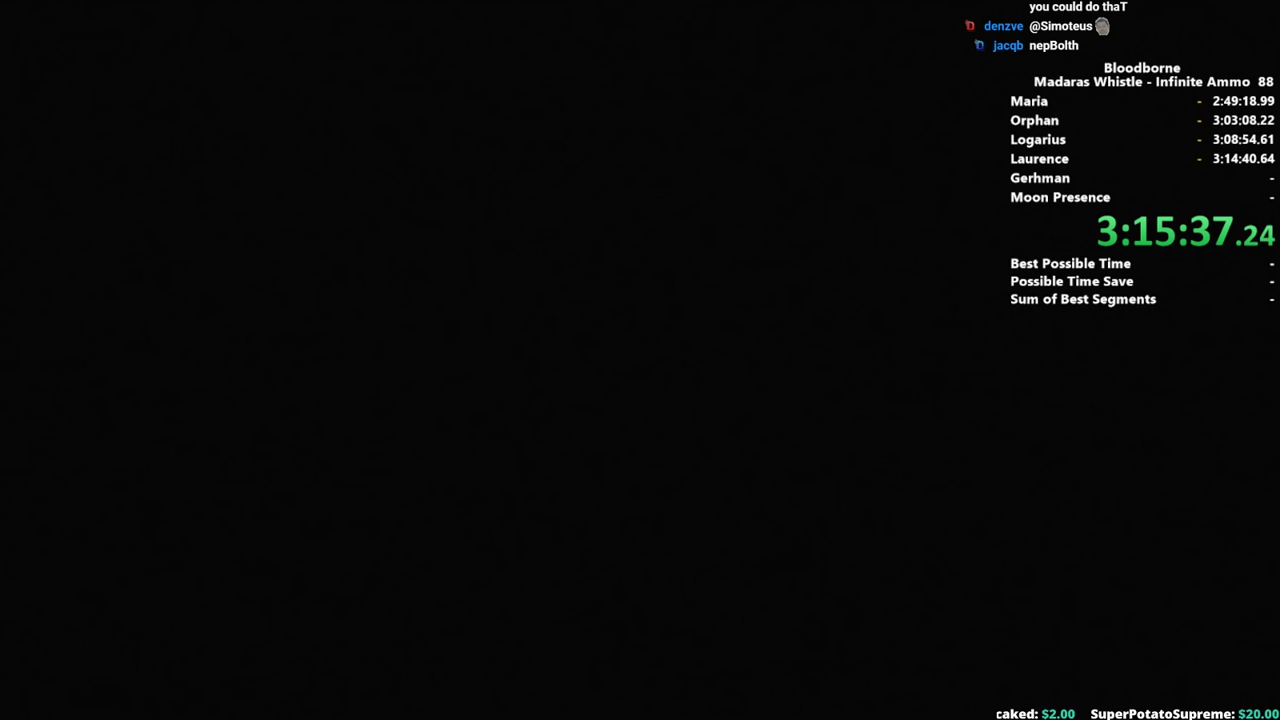 you could do thaT
denzve @Simoteus
jacqb nepBolth
Bloodborne
Madaras Whistle - Infinite Ammo 88
Maria - 2:49:18.99
Orphan - 3:03:08.22
Logarius - 3:08:54.61
Laurence - 3:14:40.64
Gerhman -
Moon Presence -
3:15:37.24
Best Possible Time -
Possible Time Save -
Sum of Best Segments -
caked: $2.00 SuperPotatoSupreme: $20.00